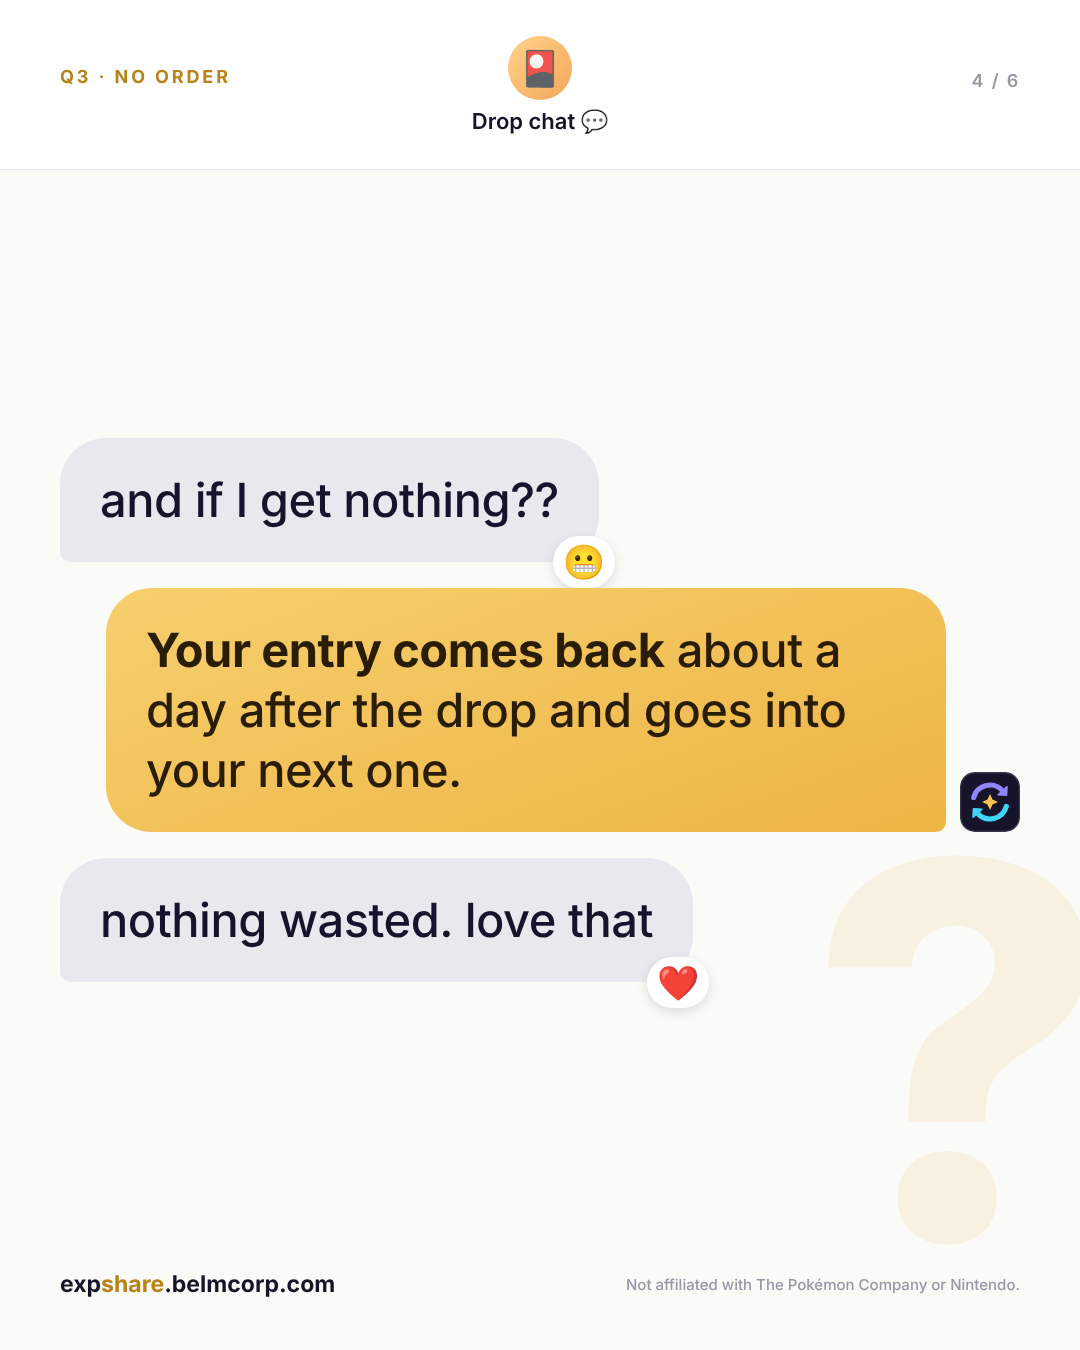 Q3 · NO ORDER
Drop chat 💬
4 / 6
and if I get nothing??
Your entry comes back about a
day after the drop and goes into
your next one.
nothing wasted. love that
?
expshare.belmcorp.com
Not affiliated with The Pokémon Company or Nintendo.